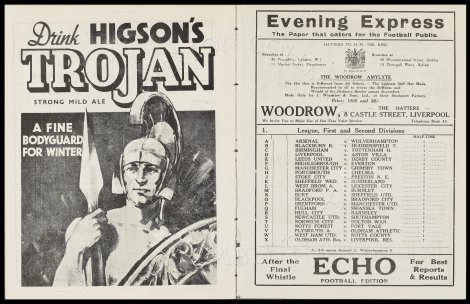 Drink HIGSON'S
TROJAN
STRONG MILD ALE
A FINE
BODYGUARD
FOR WINTER
Evening Express
The Paper that caters for the Football Public.
HATTERS TO H.M. THE KING
THE WOODROW AMYLYTE
WOODROW,
THE HATTERS
8 CASTLE STREET, LIVERPOOL
1. League, First and Second Divisions
HALF-TIME
A ARSENAL v. WOLVERHAMPTON
B BLACKBURN R. v. HUDDERSFIELD T.
C BIRMINGHAM v. TOTTENHAM H.
D LIVERPOOL v. ASTON VILLA
E LEEDS UNITED v. DERBY COUNTY
F MIDDLESBROUGH v. EVERTON
G MANCHESTER CITY v. GRIMSBY TOWN
H PORTSMOUTH v. CHELSEA
J STOKE CITY v. PRESTON N.E.
K SHEFFIELD WED. v. SUNDERLAND
L WEST BROM. A. v. LEICESTER CITY
M BRADFORD P.A. v. BURNLEY
N BURY v. SHEFFIELD UTD.
O BLACKPOOL v. BRADFORD CITY
P BRENTFORD v. MANCHESTER UTD.
Q FULHAM v. SWANSEA TOWN
R HULL CITY v. BARNSLEY
S NEWCASTLE UTD. v. SOUTHAMPTON
T NORWICH CITY v. BOLTON WAN.
U NOTTS FOREST v. PORT VALE
V PLYMOUTH A. v. OLDHAM ATHLETIC
W WEST HAM UTD. v. NOTTS COUNTY
X OLDHAM ATH. RES. v. LIVERPOOL RES.
After the
Final
Whistle
ECHO
FOOTBALL EDITION
For Best
Reports
& Results